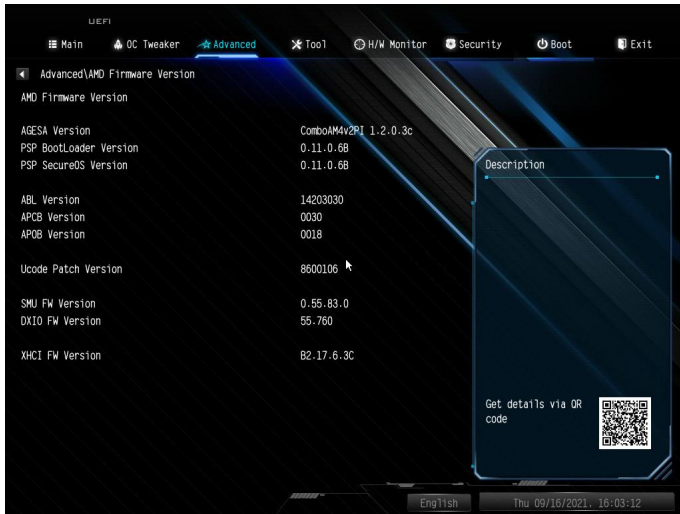 UEFI
Main OC Tweaker Advanced Tool H/W Monitor Security Boot Exit
Advanced\AMD Firmware Version
AMD Firmware Version
AGESA Version ComboAM4v2PI 1.2.0.3c
PSP BootLoader Version 0.11.0.6B
PSP SecureOS Version 0.11.0.6B
Description
ABL Version 14203030
APCB Version 0030
APOB Version 0018
Ucode Patch Version 8600106
SMU FW Version 0.55.83.0
DXIO FW Version 55.760
XHCI FW Version B2.17.6.3C
Get details via QR
code
English Thu 09/16/2021. 16:03:12